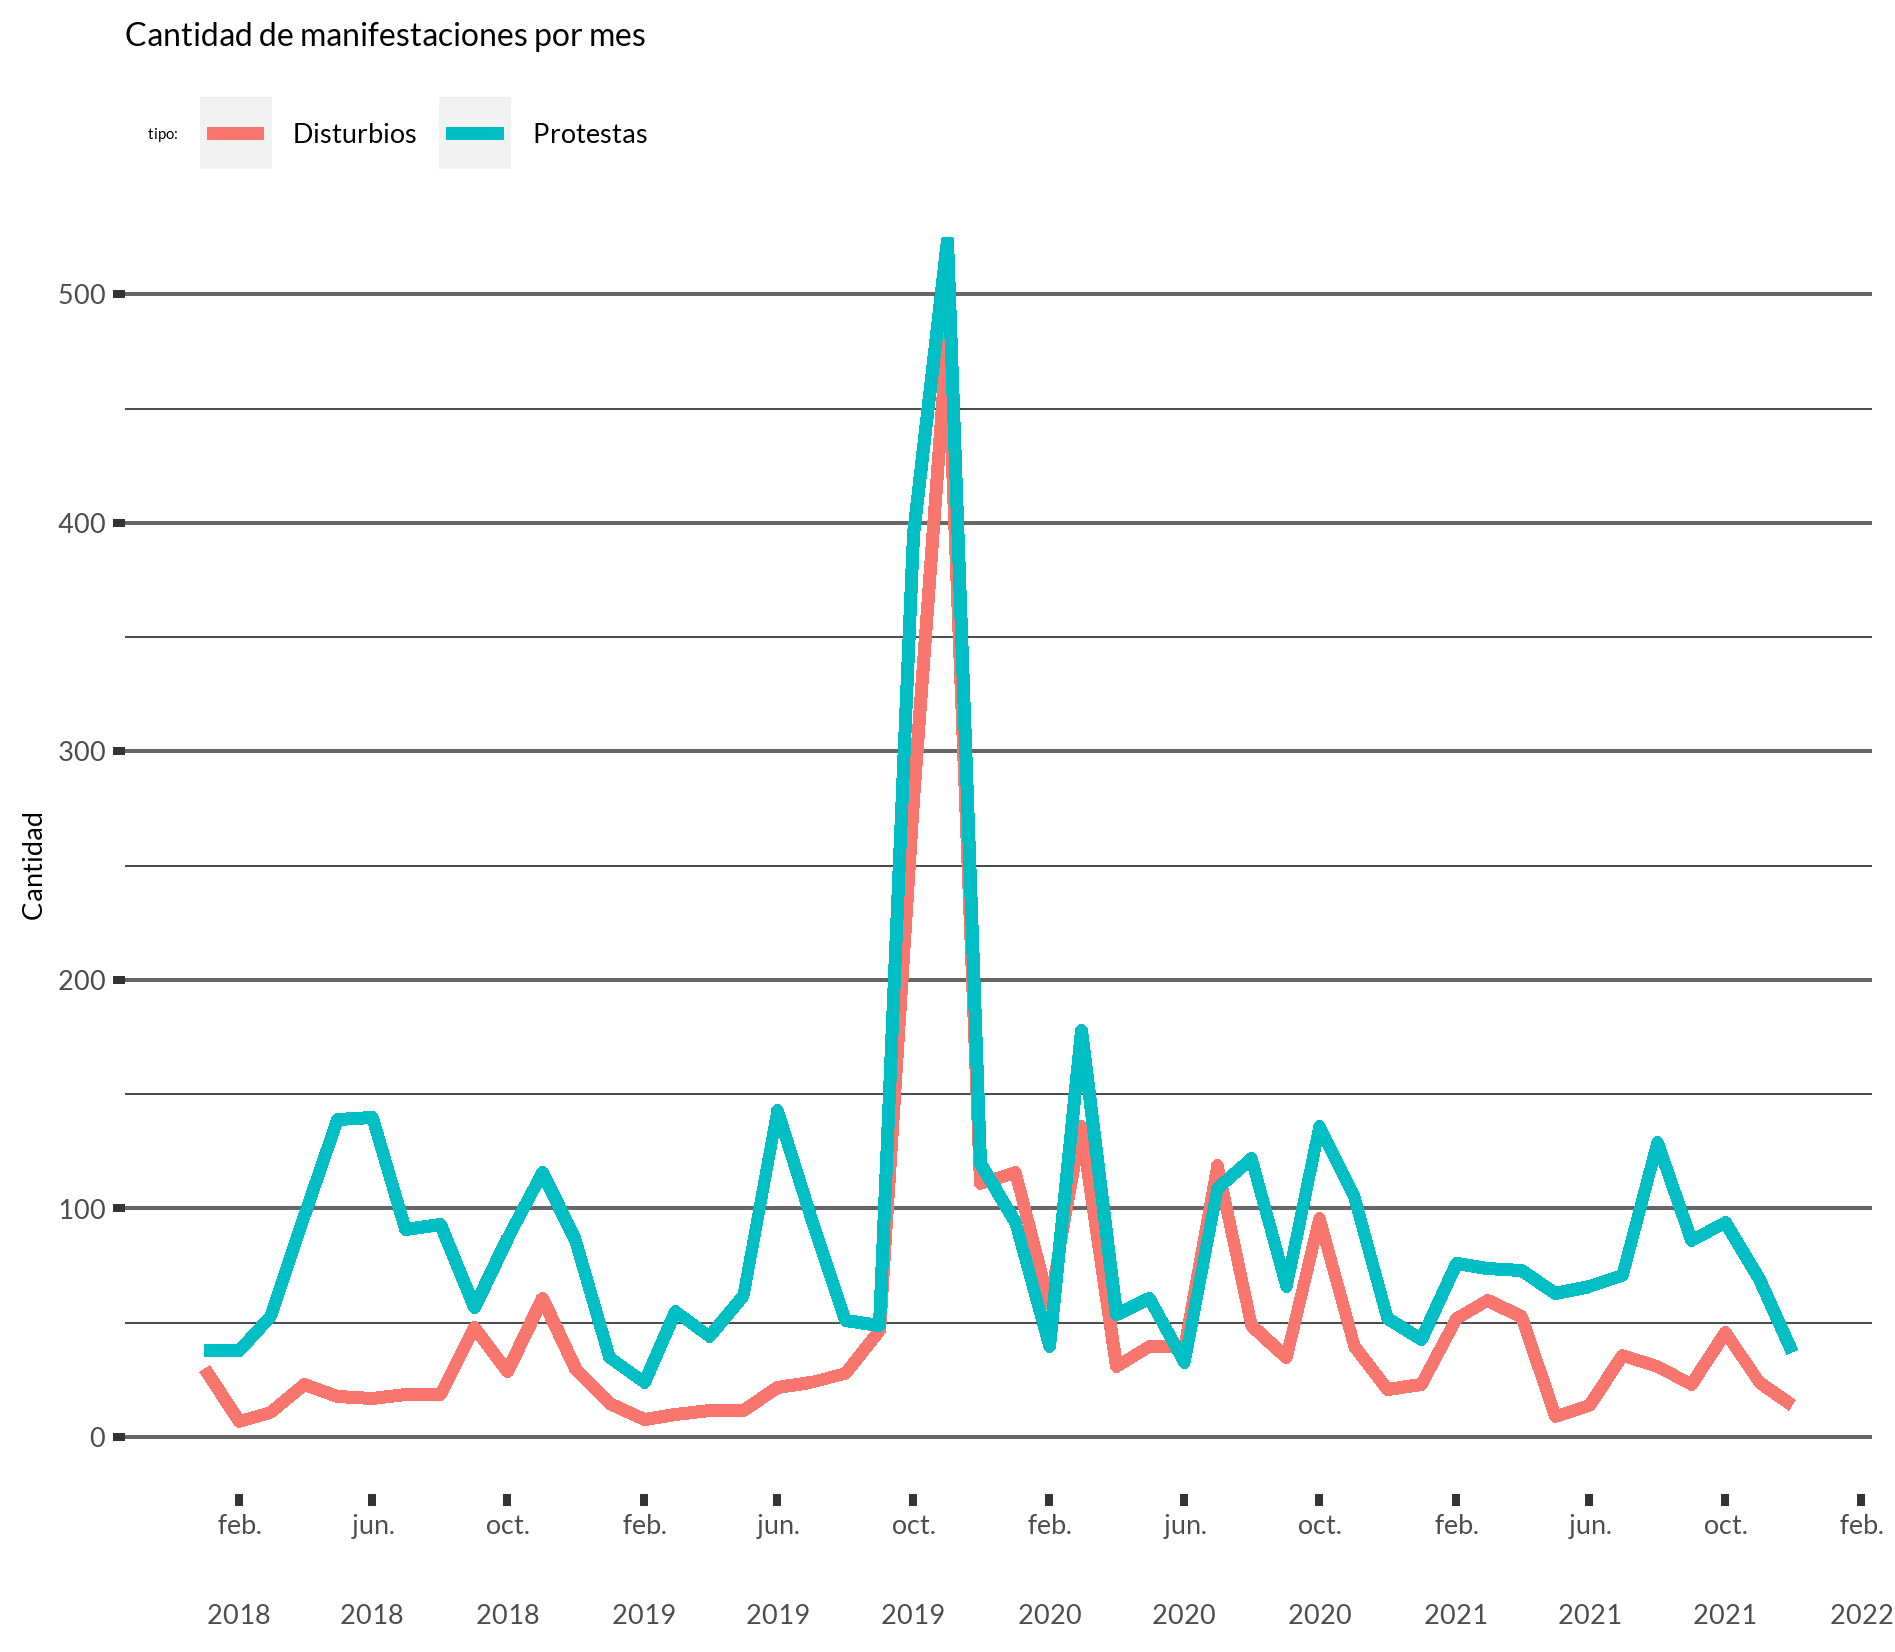 Cantidad de manifestaciones por mes
tipo: Disturbios Protestas
Cantidad
500
400
300
200
100
0
feb. jun. oct. feb. jun. oct. feb. jun. oct. feb. jun. oct. feb.
2018 2018 2018 2019 2019 2019 2020 2020 2020 2021 2021 2021 2022